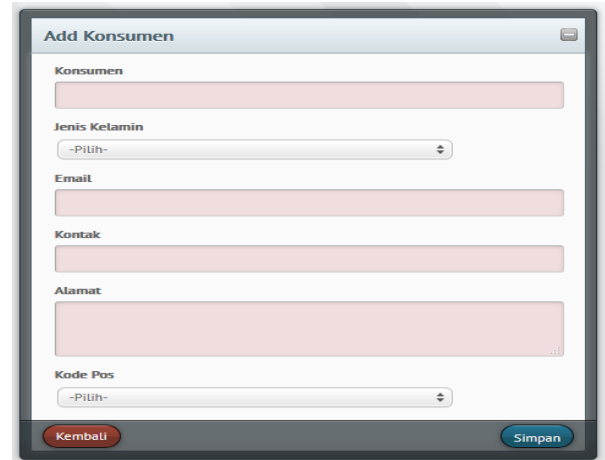 Add Konsumen
Konsumen
Jenis Kelamin
-Pilih-
Email
Kontak
Alamat
Kode Pos
-Pilih-
Kembali
Simpan